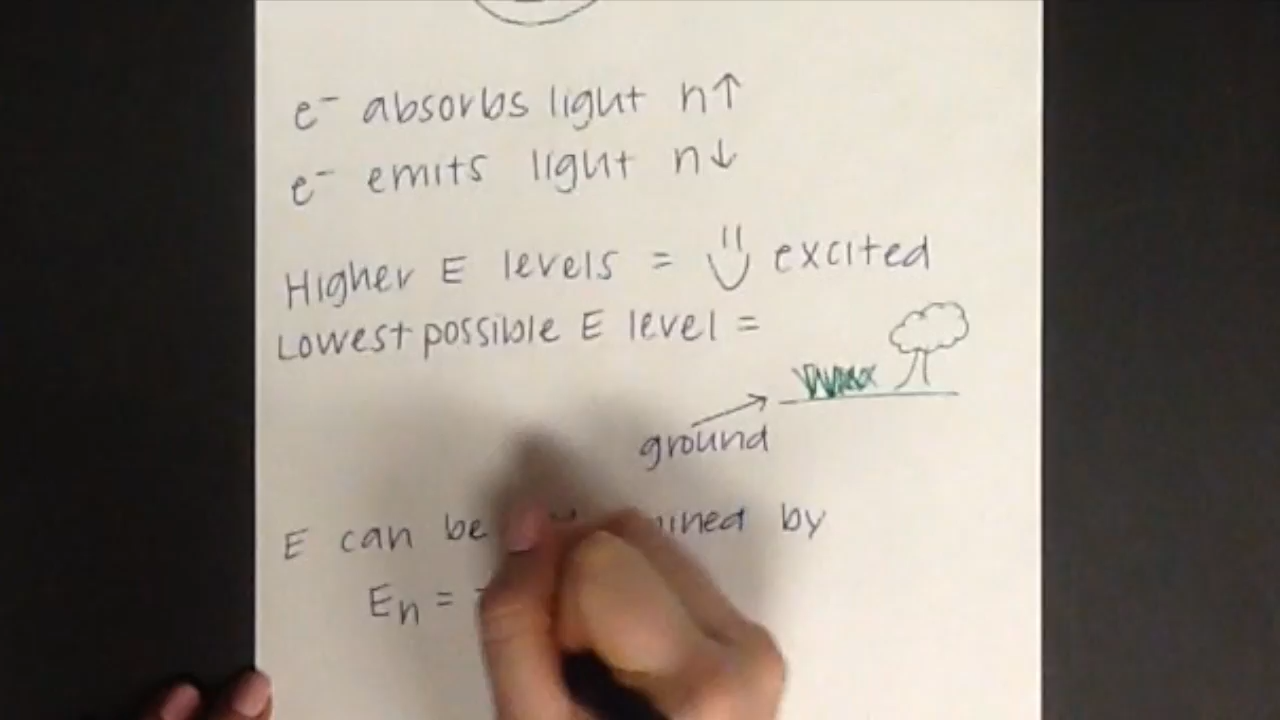 e⁻ absorbs light n↑
e⁻ emits light n↓
Higher E levels = excited
Lowest possible E level =
ground
E can be by
En =